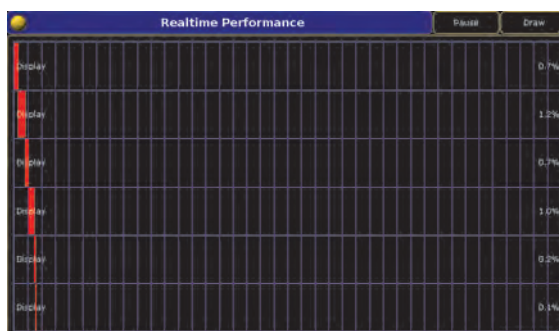 Realtime Performance Pause Draw
Display 0.7%
Display 1.2%
Display 0.7%
Display 1.0%
Display 0.2%
Display 0.1%